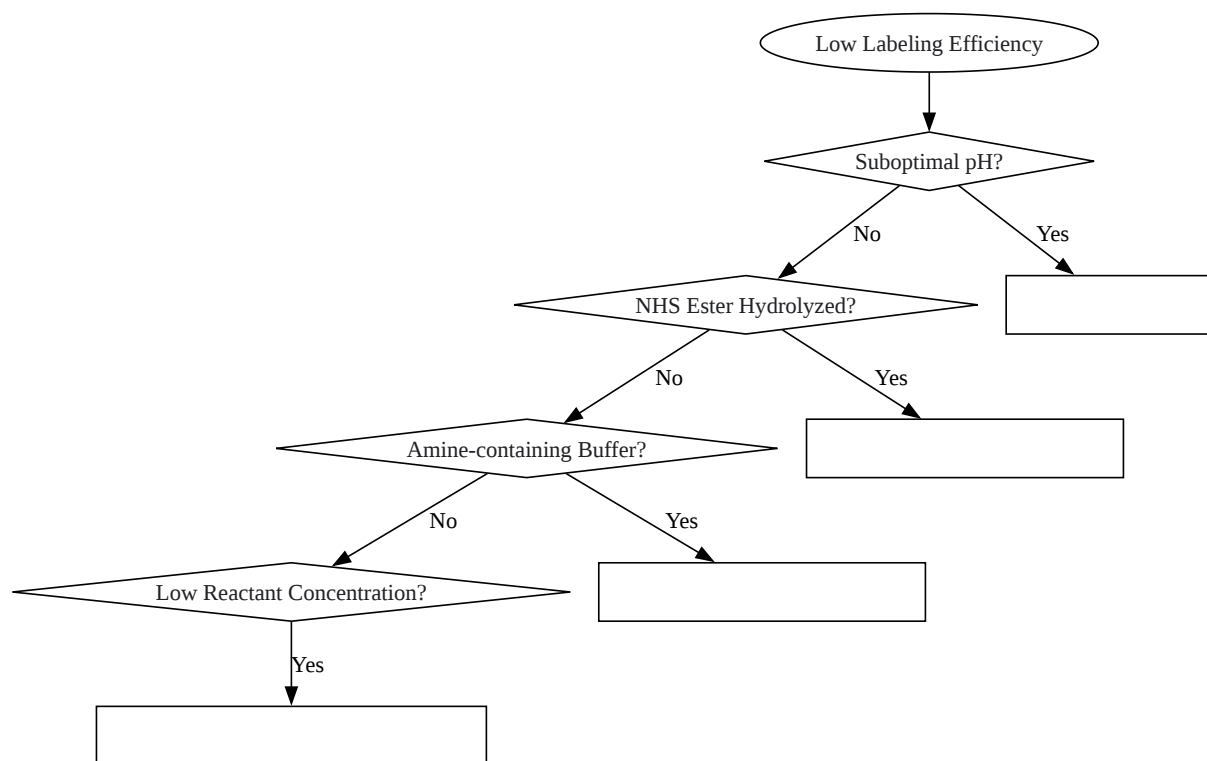 Low Labeling Efficiency
Suboptimal pH?
No
Yes
NHS Ester Hydrolyzed?
No
Yes
Amine-containing Buffer?
No
Yes
Low Reactant Concentration?
Yes